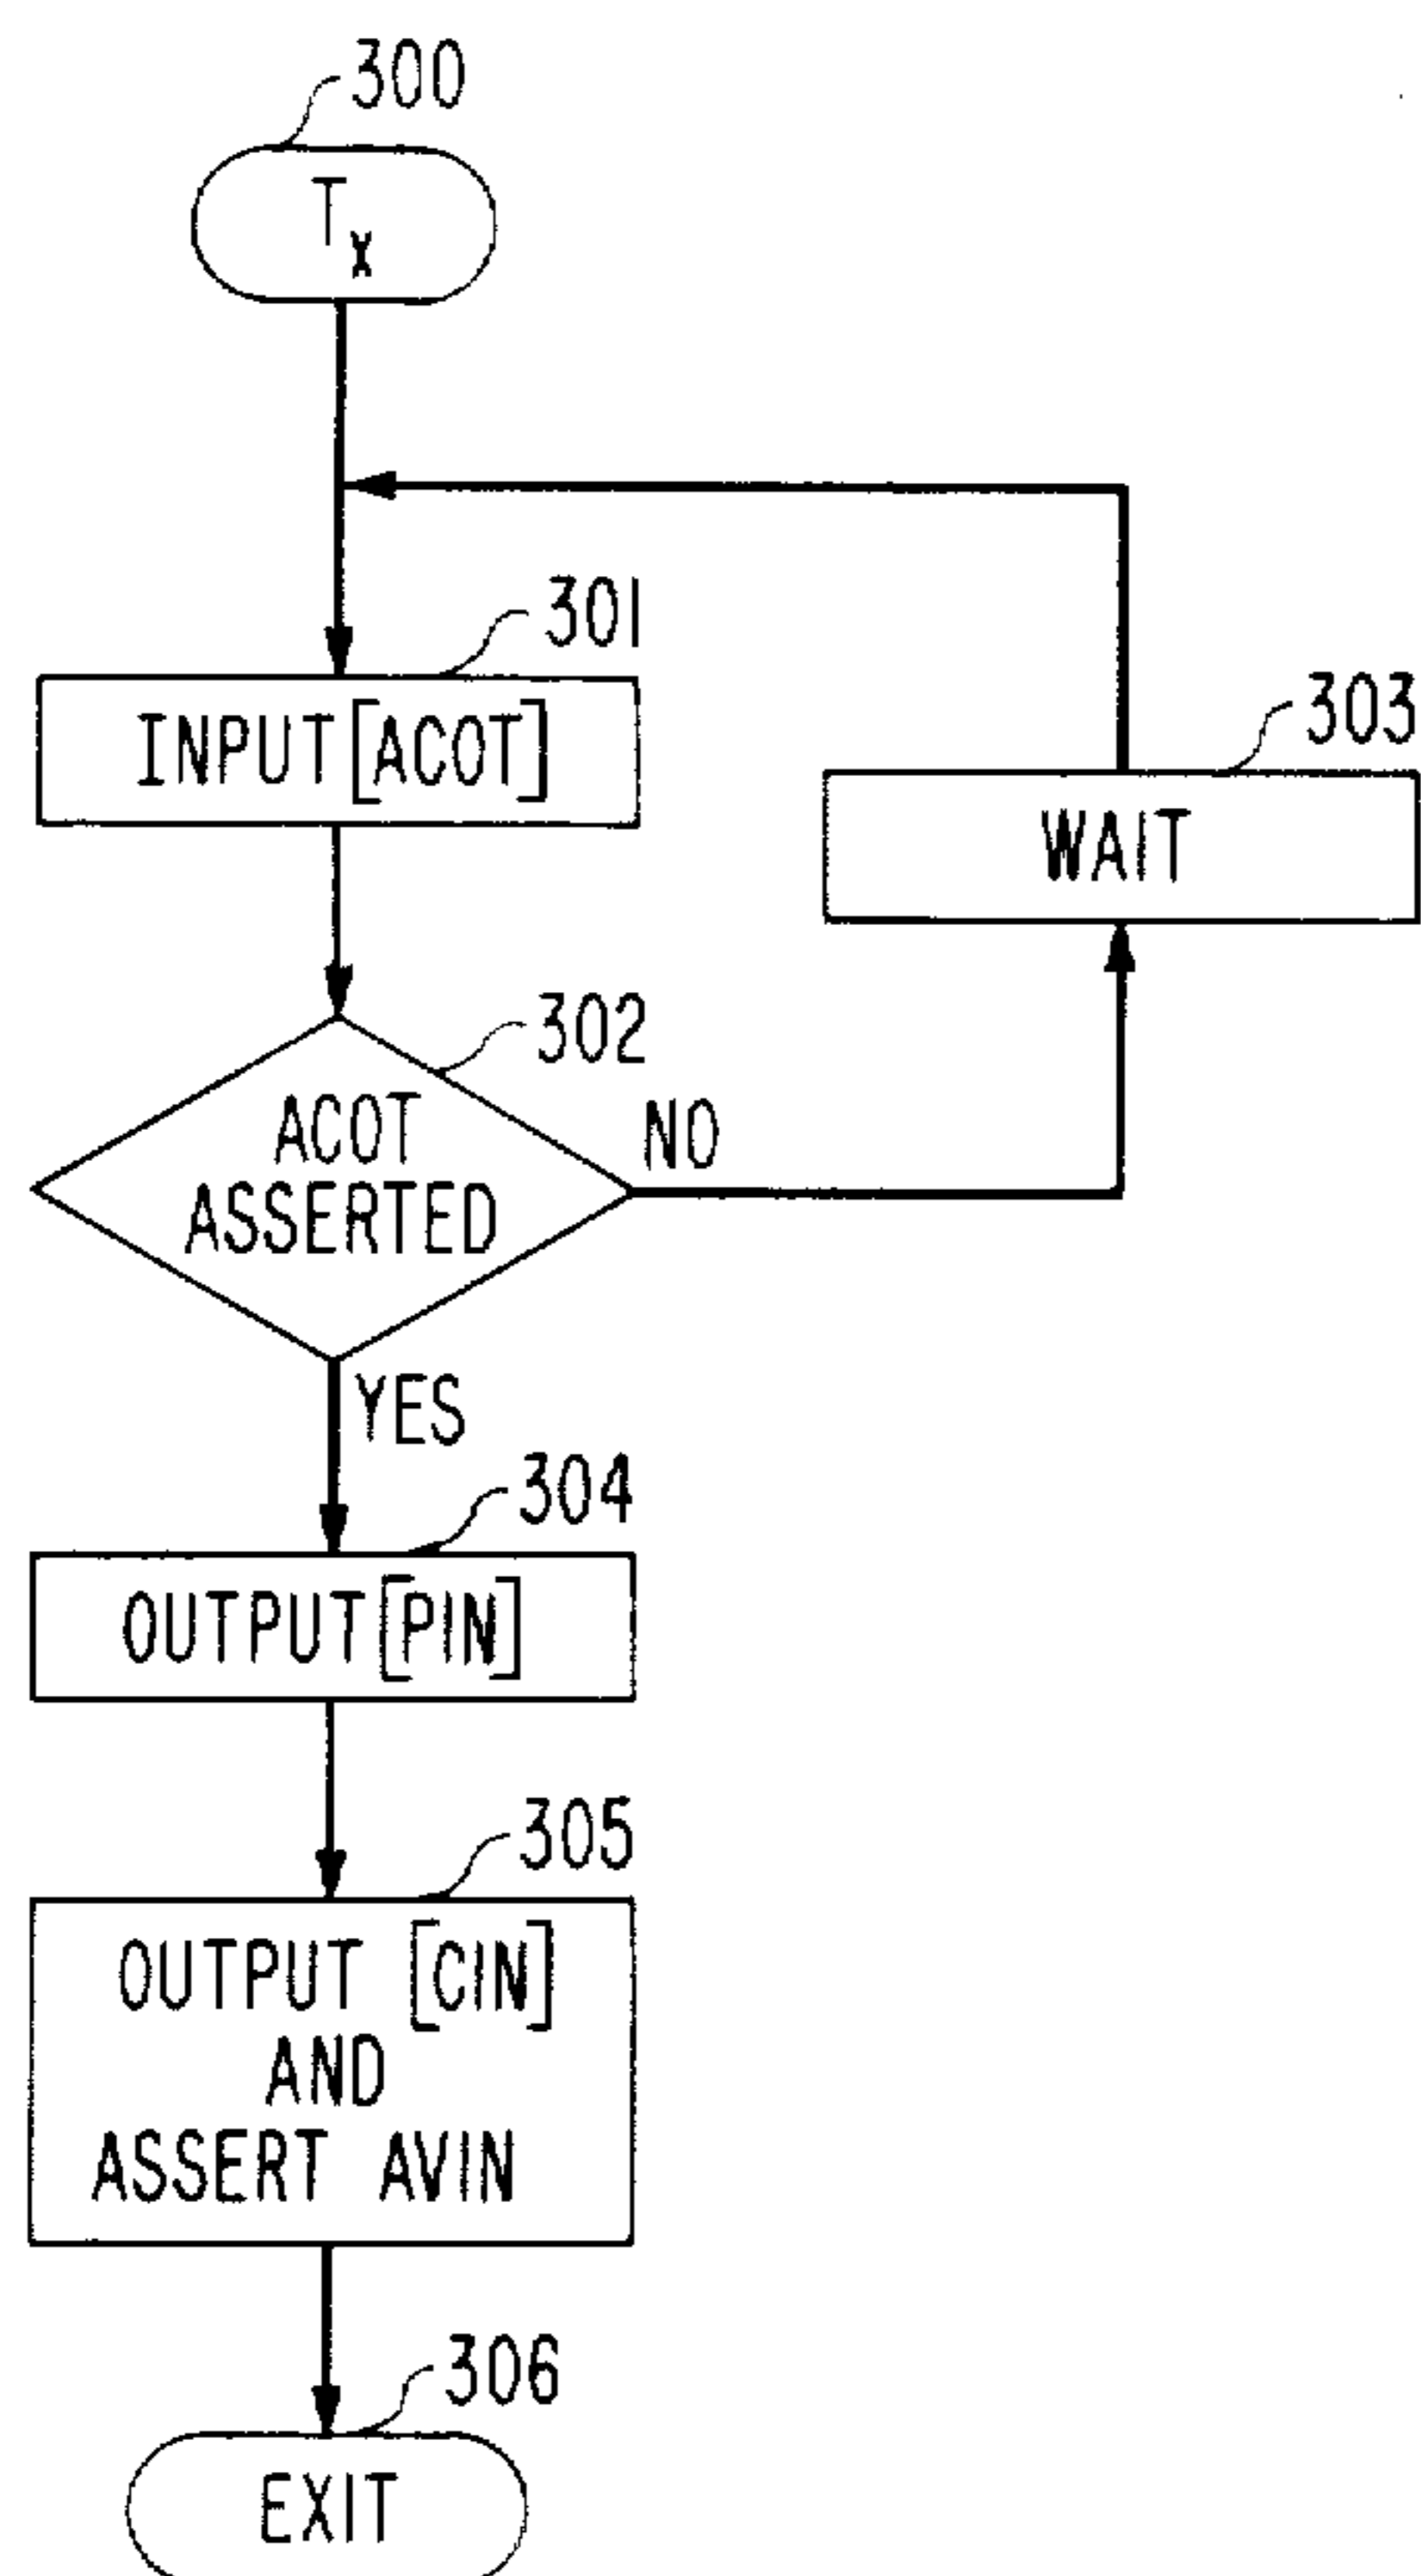 300
Tx
301
INPUT [ACOT]
303
WAIT
302
ACOT
ASSERTED
NO
YES
304
OUTPUT [PIN]
305
OUTPUT [CIN]
AND
ASSERT AVIN
306
EXIT